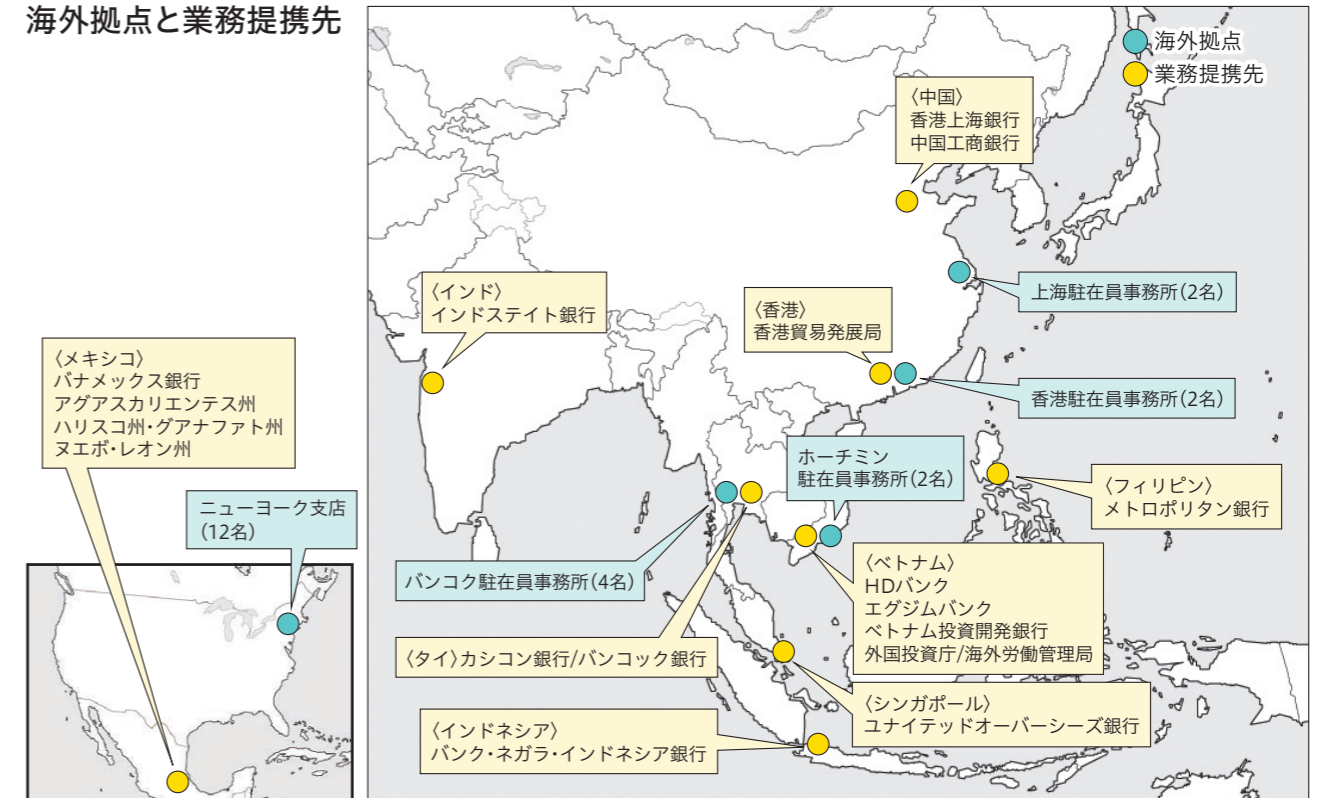 海外拠点と業務提携先
海外拠点
業務提携先
〈中国〉
香港上海銀行
中国工商銀行
上海駐在員事務所(2名)
〈インド〉
インドステイト銀行
〈香港〉
香港貿易発展局
香港駐在員事務所(2名)
〈メキシコ〉
バナメックス銀行
アグアスカリエンテス州
ハリスコ州・グアナファト州
ヌエボ・レオン州
ニューヨーク支店
(12名)
ホーチミン
駐在員事務所(2名)
〈フィリピン〉
メトロポリタン銀行
バンコク駐在員事務所(4名)
〈ベトナム〉
HDバンク
エグジムバンク
ベトナム投資開発銀行
外国投資庁/海外労働管理局
〈タイ〉カシコン銀行/バンコック銀行
〈シンガポール〉
ユナイテッドオーバーシーズ銀行
〈インドネシア〉
バンク・ネガラ・インドネシア銀行